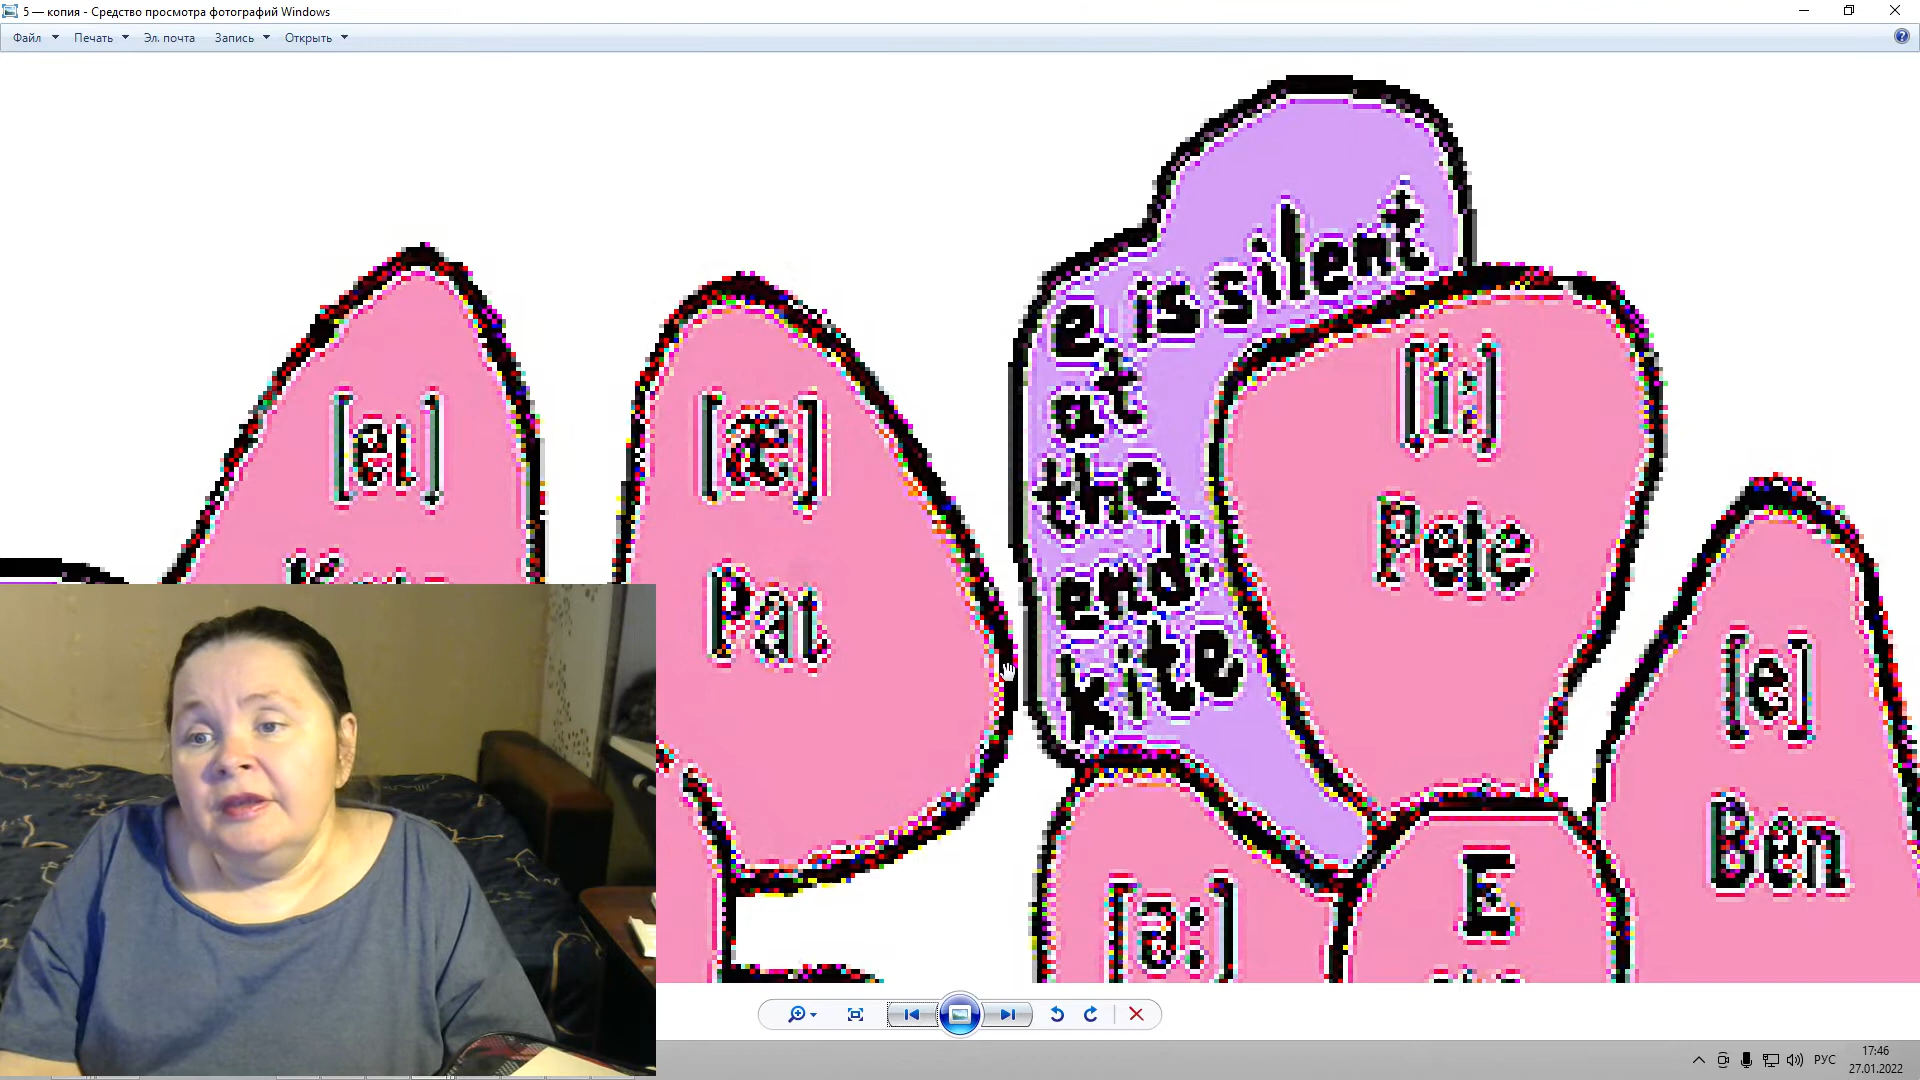 5 — копия - Средство просмотра фотографий Windows
Файл Печать Эл. почта Запись Открыть
e is silent
at
the
end:
kite
[eɪ]
[æ]
Pat
[i:]
Pete
[e]
Ben
[ə:]
E
РУС
17:46
27.01.2022